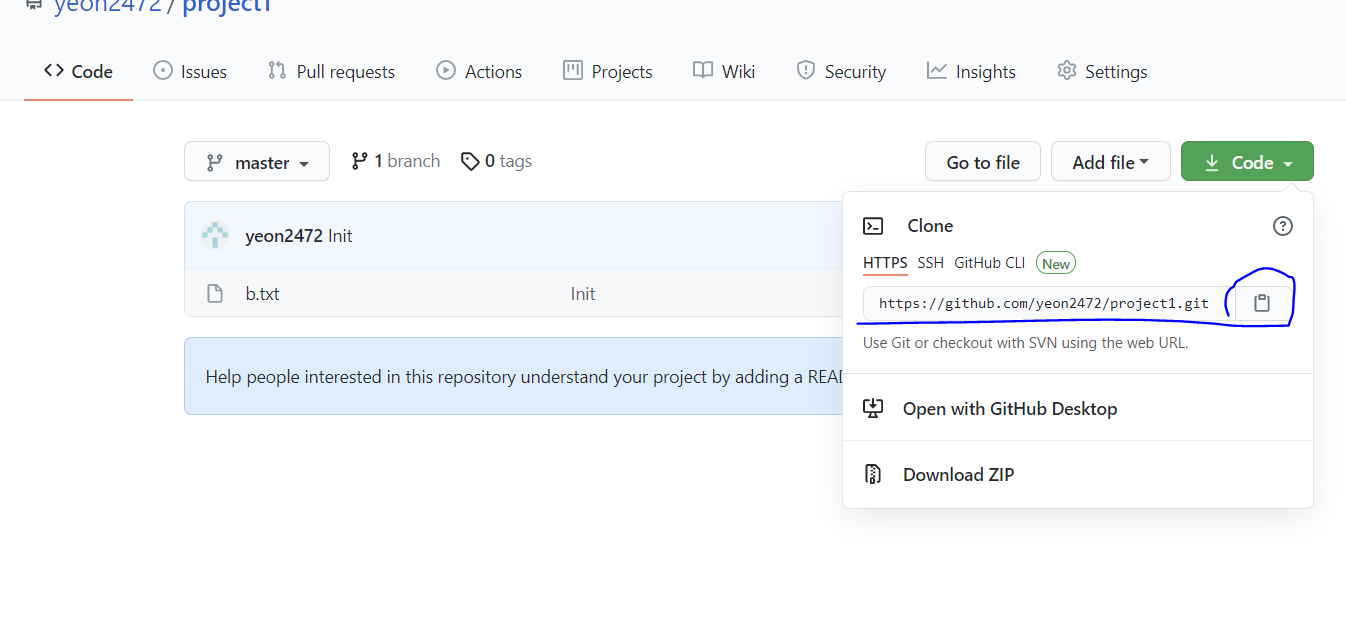 yeon2472 / project1
Code Issues Pull requests Actions Projects Wiki Security Insights Settings
master 1 branch 0 tags Go to file Add file Code
yeon2472 Init
b.txt Init
Help people interested in this repository understand your project by adding a READ
Clone
HTTPS SSH GitHub CLI New
https://github.com/yeon2472/project1.git
Use Git or checkout with SVN using the web URL.
Open with GitHub Desktop
Download ZIP